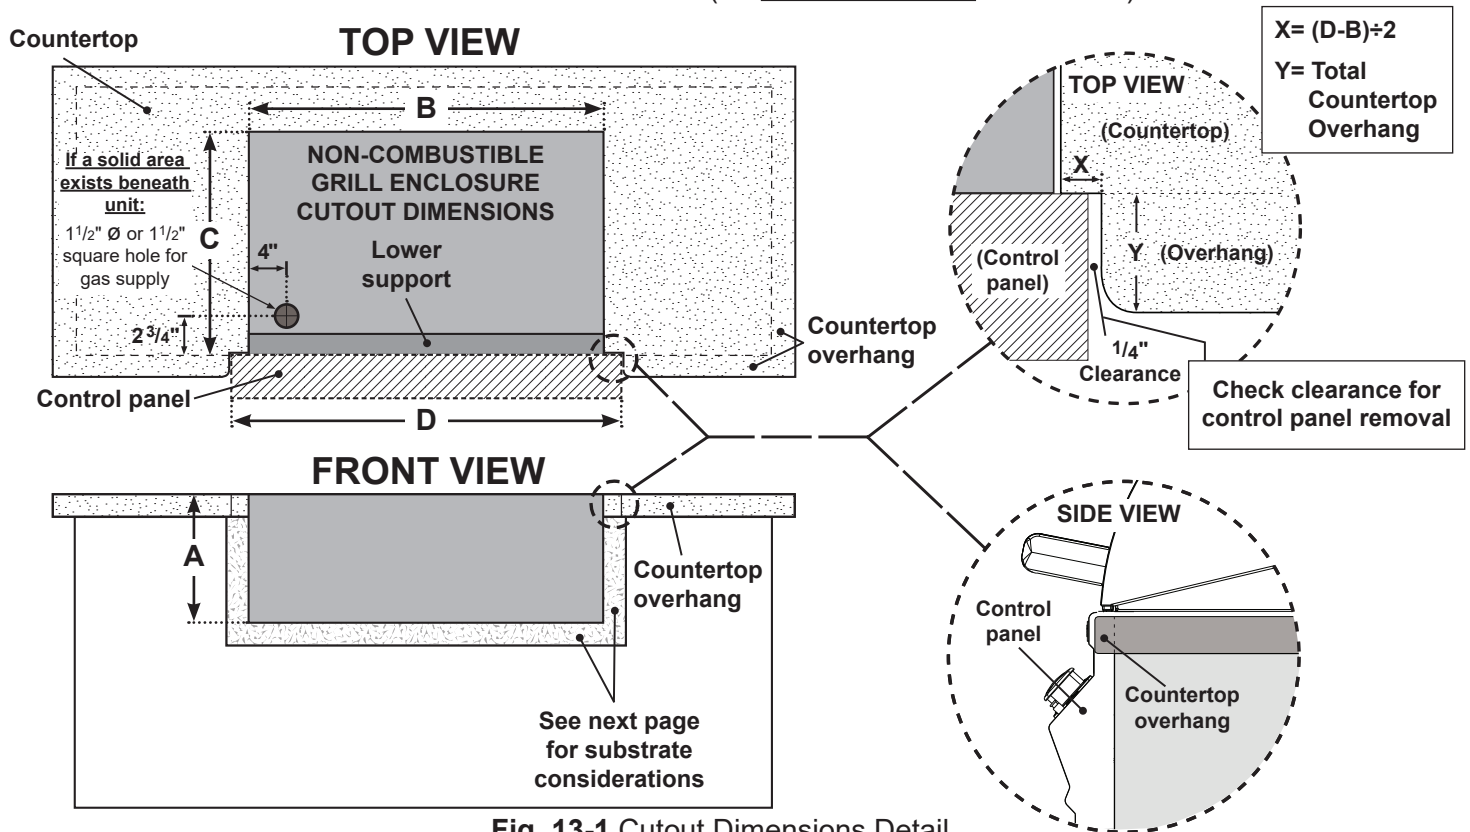 Countertop
TOP VIEW
B
NON-COMBUSTIBLE
GRILL ENCLOSURE
CUTOUT DIMENSIONS
If a solid area
exists beneath
unit:
1 1/2" Ø or 1 1/2"
square hole for
gas supply
C
4"
Lower
support
2 3/4"
Control panel
D
Countertop
overhang
TOP VIEW
(Countertop)
X
(Control
panel)
Y (Overhang)
1/4"
Clearance
X= (D-B)÷2
Y= Total
Countertop
Overhang
Check clearance for
control panel removal
FRONT VIEW
A
Countertop
overhang
See next page
for substrate
considerations
SIDE VIEW
Control
panel
Countertop
overhang
Fig. 13-1 Cutout Dimensions Detail